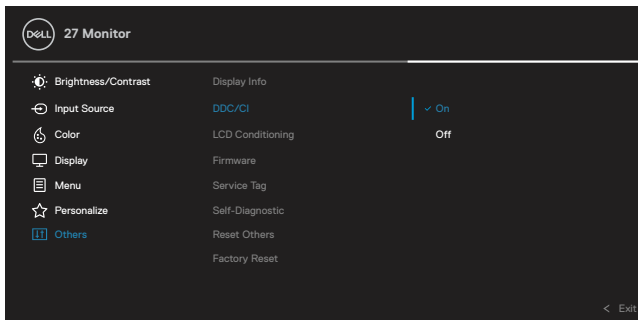 DELL
27 Monitor
Brightness/Contrast
Display Info
Input Source
DDC/CI
On
Color
LCD Conditioning
Off
Display
Firmware
Menu
Service Tag
Personalize
Self-Diagnostic
Others
Reset Others
Factory Reset
< Exit